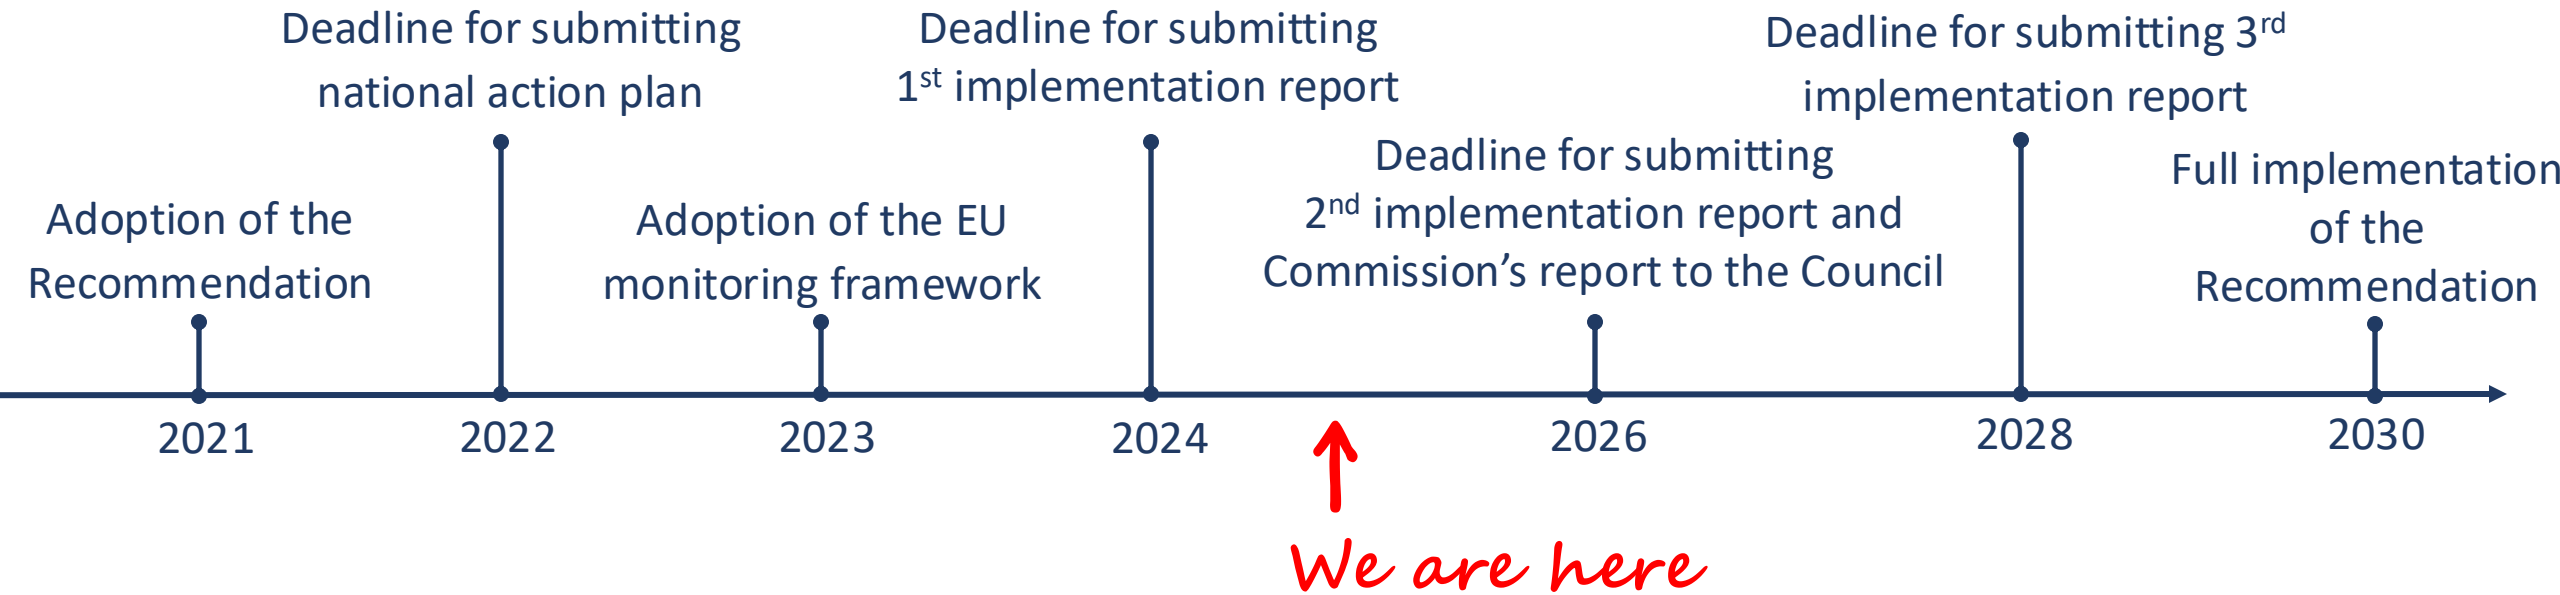 Adoption of the
Recommendation
Deadline for submitting
national action plan
Adoption of the EU
monitoring framework
Deadline for submitting
1st implementation report
Deadline for submitting
2nd implementation report and
Commission’s report to the Council
Deadline for submitting 3rd
implementation report
Full implementation
of the
Recommendation
2021
2022
2023
2024
2026
2028
2030
We are here